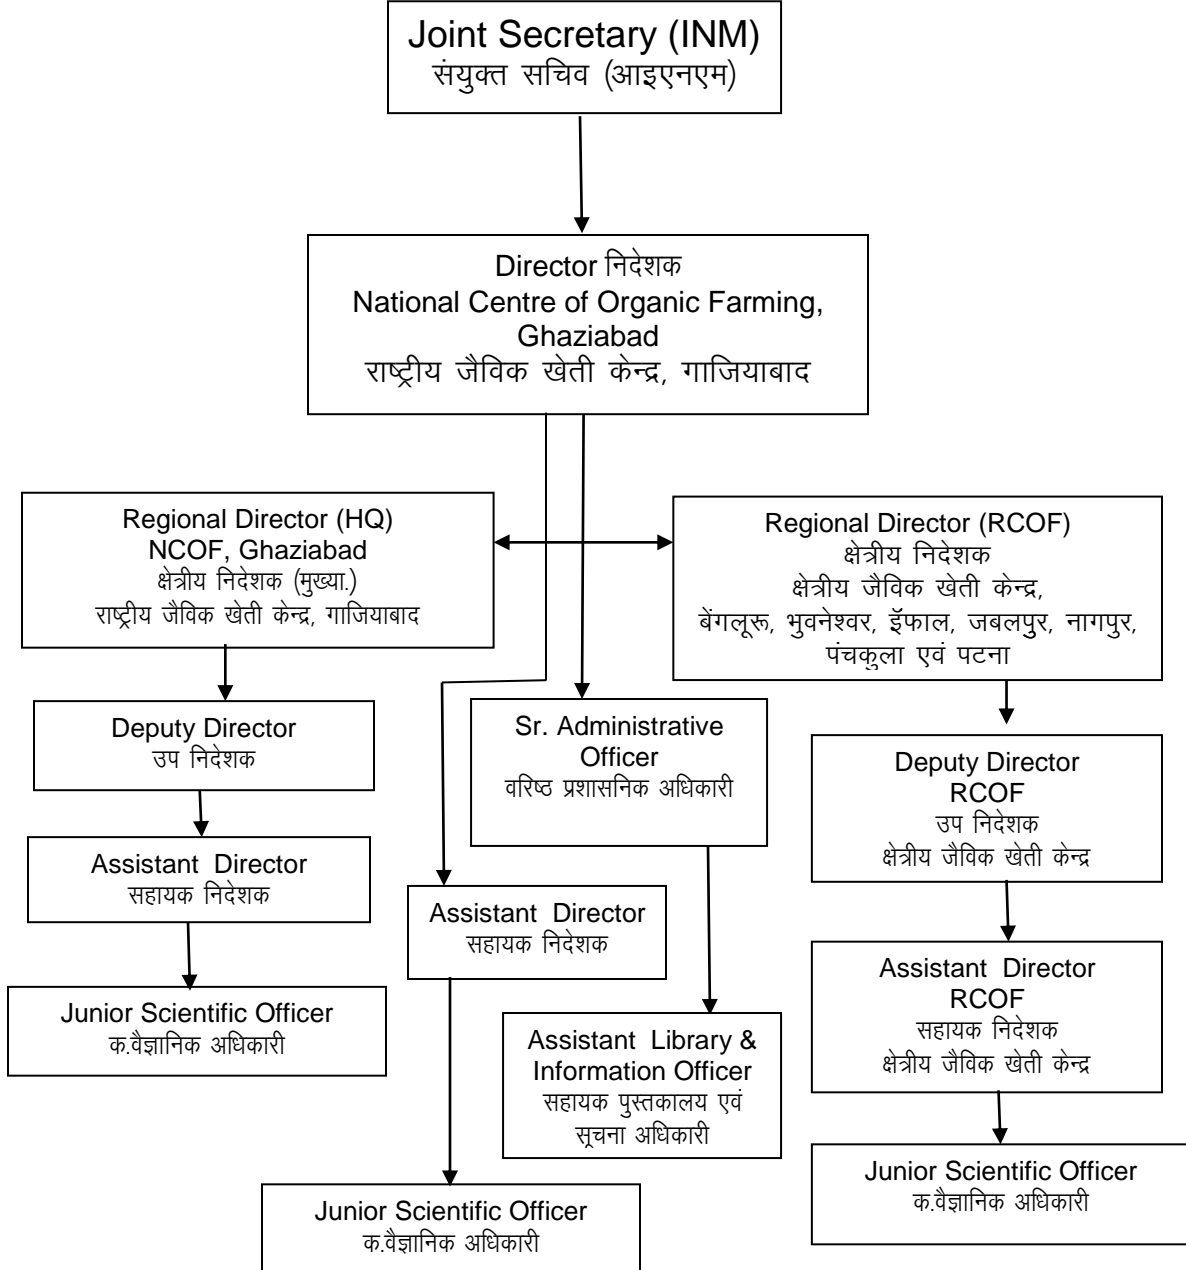 Joint Secretary (INM)
संयुक्त सचिव (आइएनएम)
Director निदेशक
National Centre of Organic Farming,
Ghaziabad
राष्ट्रीय जैविक खेती केन्द्र, गाजियाबाद
Regional Director (HQ)
NCOF, Ghaziabad
क्षेत्रीय निदेशक (मुख्या.)
राष्ट्रीय जैविक खेती केन्द्र, गाजियाबाद
Regional Director (RCOF)
क्षेत्रीय निदेशक
क्षेत्रीय जैविक खेती केन्द्र,
बेंगलूरू, भुवनेश्वर, इॅंफाल, जबलपुर, नागपुर,
पंचकुला एवं पटना
Deputy Director
उप निदेशक
Sr. Administrative
Officer
वरिष्ठ प्रशासनिक अधिकारी
Deputy Director
RCOF
उप निदेशक
क्षेत्रीय जैविक खेती केन्द्र
Assistant Director
सहायक निदेशक
Assistant Director
सहायक निदेशक
Assistant Director
RCOF
सहायक निदेशक
क्षेत्रीय जैविक खेती केन्द्र
Junior Scientific Officer
क.वैज्ञानिक अधिकारी
Assistant Library &
Information Officer
सहायक पुस्तकालय एवं
सूचना अधिकारी
Junior Scientific Officer
क.वैज्ञानिक अधिकारी
Junior Scientific Officer
क.वैज्ञानिक अधिकारी